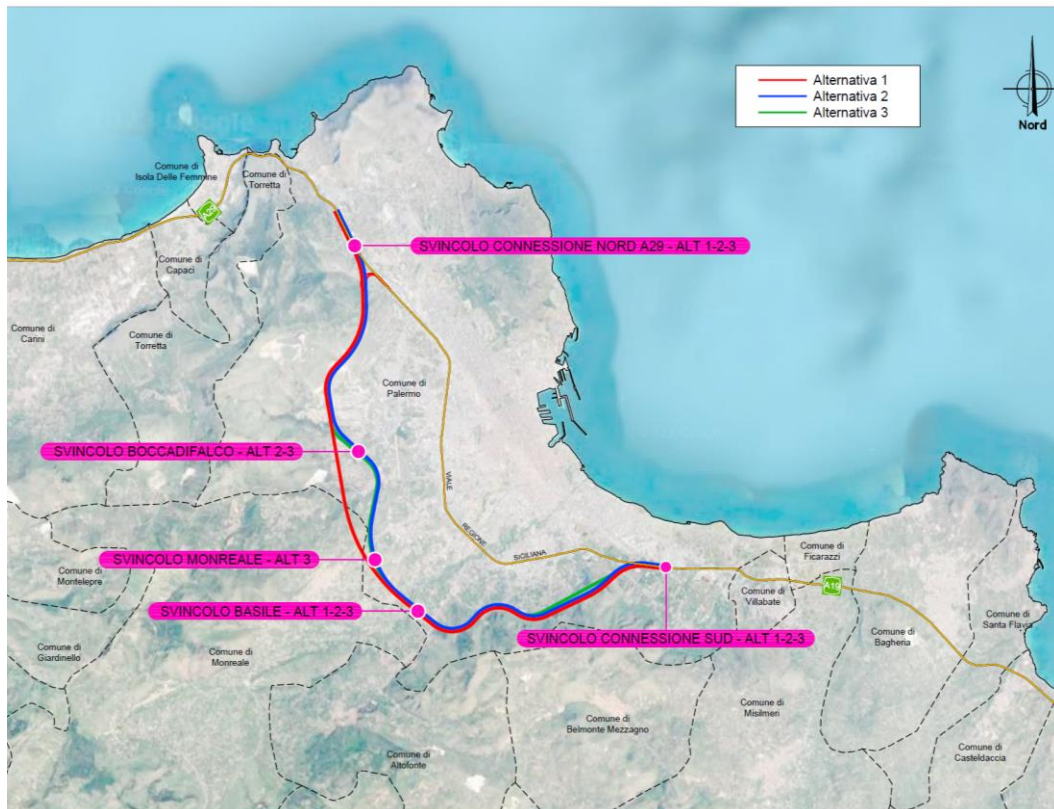 Alternativa 1
Alternativa 2
Alternativa 3
Nord
Comune di
Isola Delle Femmine
Comune di
Torretta
SVINCOLO CONNESSIONE NORD A29 - ALT 1-2-3
Comune di
Capaci
Comune di
Carini
Comune di
Torretta
Comune di
Palermo
SVINCOLO BOCCADIFALCO - ALT 2-3
VIALE
REGIONE
SICILIANA
SVINCOLO MONREALE - ALT 3
Comune di
Montelepre
Comune di
Ficarazzi
A19
Comune di
Villabate
SVINCOLO BASILE - ALT 1-2-3
Comune di
Santa Flavia
SVINCOLO CONNESSIONE SUD - ALT 1-2-3
Comune di
Bagheria
Comune di
Giardinello
Comune di
Monreale
Comune di
Misilmeri
Comune di
Belmonte Mezzagno
Comune di
Altofonte
Comune di
Casteldaccia